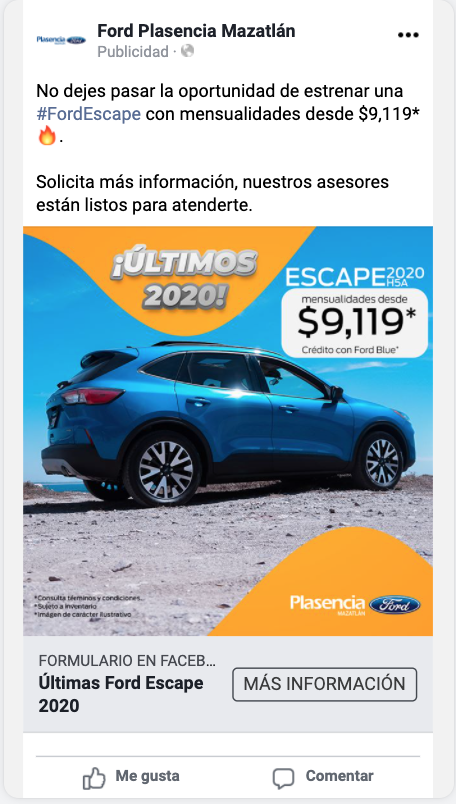 Plasencia Ford
Ford Plasencia Mazatlán
Publicidad ·
No dejes pasar la oportunidad de estrenar una
#FordEscape con mensualidades desde $9,119*
🔥.
Solicita más información, nuestros asesores
están listos para atenderte.
¡ÚLTIMOS
2020!
ESCAPE 2020
H5A
mensualidades desde
$9,119*
Crédito con Ford Blue*
*Consulta términos y condiciones.
*Sujeto a Inventario
*Imagen de carácter ilustrativo
Plasencia Ford
MAZATLÁN
FORMULARIO EN FACEB...
Últimas Ford Escape
2020
MÁS INFORMACIÓN
Me gusta
Comentar